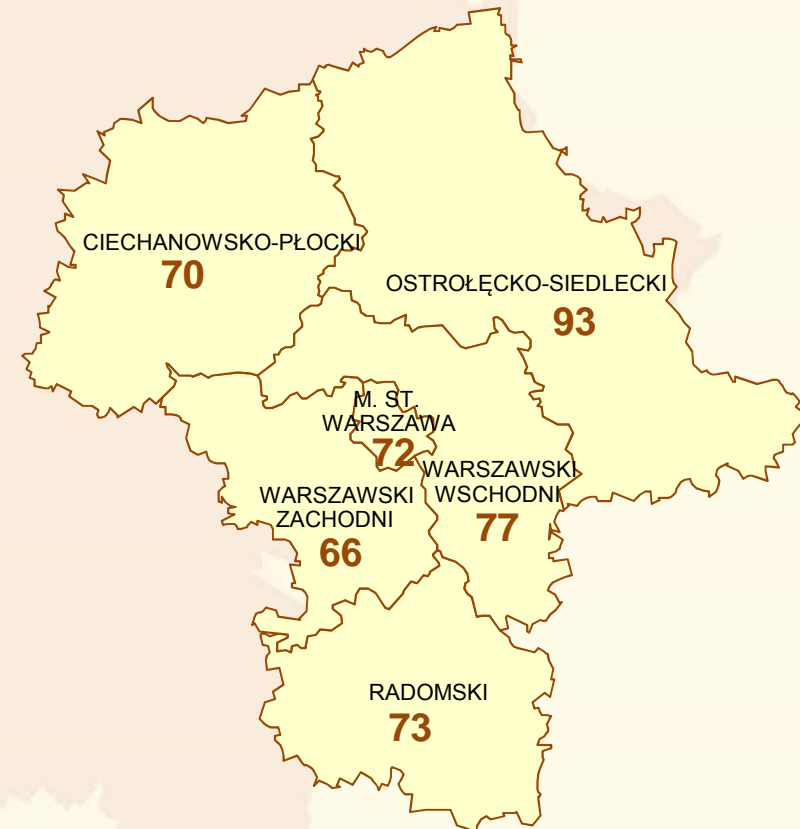 CIECHANOWSKO-PŁOCKI
70
OSTROŁĘCKO-SIEDLECKI
93
M. ST.
WARSZAWA
72
WARSZAWSKI
WSCHODNI
77
WARSZAWSKI
ZACHODNI
66
RADOMSKI
73